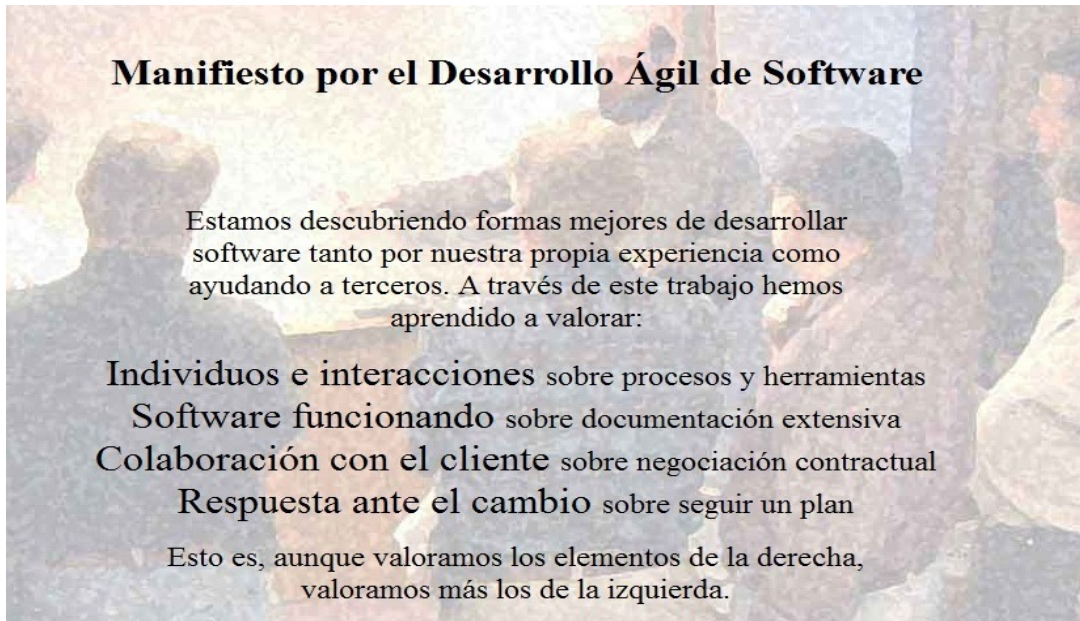 Manifiesto por el Desarrollo Ágil de Software
Estamos descubriendo formas mejores de desarrollar
software tanto por nuestra propia experiencia como
ayudando a terceros. A través de este trabajo hemos
aprendido a valorar:
Individuos e interacciones sobre procesos y herramientas
Software funcionando sobre documentación extensiva
Colaboración con el cliente sobre negociación contractual
Respuesta ante el cambio sobre seguir un plan
Esto es, aunque valoramos los elementos de la derecha,
valoramos más los de la izquierda.